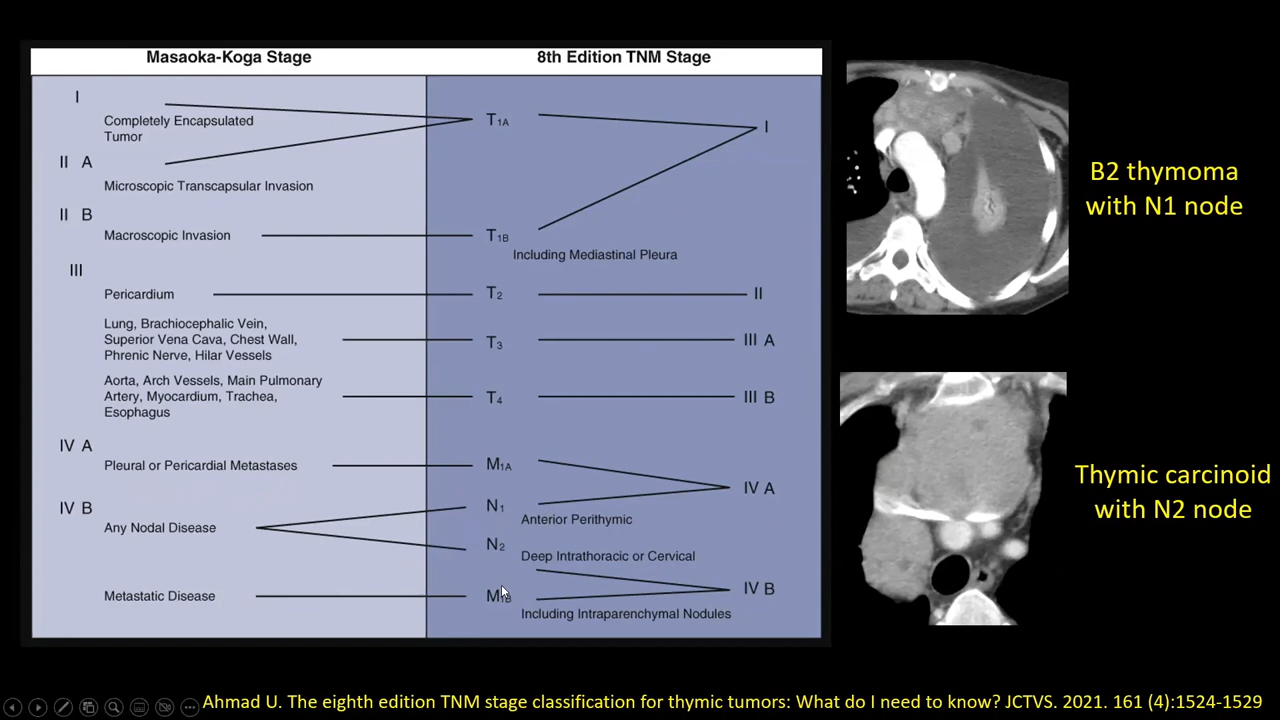 Masaoka-Koga Stage
8th Edition TNM Stage
I
Completely Encapsulated
Tumor
T1A
I
II A
Microscopic Transcapsular Invasion
II B
Macroscopic Invasion
T1B
Including Mediastinal Pleura
III
Pericardium
T2
II
Lung, Brachiocephalic Vein,
Superior Vena Cava, Chest Wall,
Phrenic Nerve, Hilar Vessels
T3
III A
Aorta, Arch Vessels, Main Pulmonary
Artery, Myocardium, Trachea,
Esophagus
T4
III B
IV A
Pleural or Pericardial Metastases
M1A
IV A
IV B
Any Nodal Disease
N1
Anterior Perithymic
N2
Deep Intrathoracic or Cervical
Metastatic Disease
M1B
IV B
Including Intraparenchymal Nodules
B2 thymoma
with N1 node
Thymic carcinoid
with N2 node
Ahmad U. The eighth edition TNM stage classification for thymic tumors: What do I need to know? JCTVS. 2021. 161 (4):1524-1529